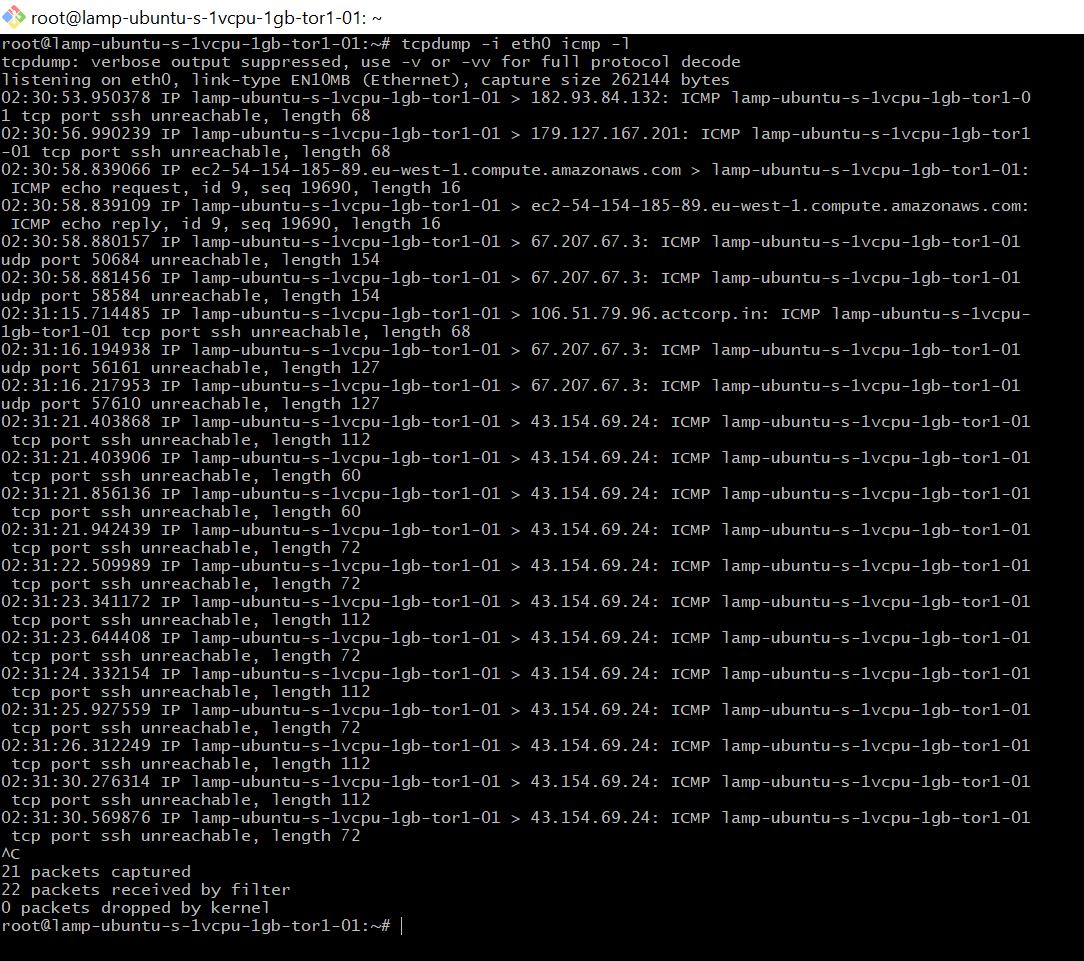 root@lamp-ubuntu-s-1vcpu-1gb-tor1-01: ~
root@lamp-ubuntu-s-1vcpu-1gb-tor1-01:~# tcpdump -i eth0 icmp -l
tcpdump: verbose output suppressed, use -v or -vv for full protocol decode
listening on eth0, link-type EN10MB (Ethernet), capture size 262144 bytes
02:30:53.950378 IP lamp-ubuntu-s-1vcpu-1gb-tor1-01 > 182.93.84.132: ICMP lamp-ubuntu-s-1vcpu-1gb-tor1-0
1 tcp port ssh unreachable, length 68
02:30:56.990239 IP lamp-ubuntu-s-1vcpu-1gb-tor1-01 > 179.127.167.201: ICMP lamp-ubuntu-s-1vcpu-1gb-tor1
-01 tcp port ssh unreachable, length 68
02:30:58.839066 IP ec2-54-154-185-89.eu-west-1.compute.amazonaws.com > lamp-ubuntu-s-1vcpu-1gb-tor1-01:
 ICMP echo request, id 9, seq 19690, length 16
02:30:58.839109 IP lamp-ubuntu-s-1vcpu-1gb-tor1-01 > ec2-54-154-185-89.eu-west-1.compute.amazonaws.com:
 ICMP echo reply, id 9, seq 19690, length 16
02:30:58.880157 IP lamp-ubuntu-s-1vcpu-1gb-tor1-01 > 67.207.67.3: ICMP lamp-ubuntu-s-1vcpu-1gb-tor1-01
udp port 50684 unreachable, length 154
02:30:58.881456 IP lamp-ubuntu-s-1vcpu-1gb-tor1-01 > 67.207.67.3: ICMP lamp-ubuntu-s-1vcpu-1gb-tor1-01
udp port 58584 unreachable, length 154
02:31:15.714485 IP lamp-ubuntu-s-1vcpu-1gb-tor1-01 > 106.51.79.96.actcorp.in: ICMP lamp-ubuntu-s-1vcpu-
1gb-tor1-01 tcp port ssh unreachable, length 68
02:31:16.194938 IP lamp-ubuntu-s-1vcpu-1gb-tor1-01 > 67.207.67.3: ICMP lamp-ubuntu-s-1vcpu-1gb-tor1-01
udp port 56161 unreachable, length 127
02:31:16.217953 IP lamp-ubuntu-s-1vcpu-1gb-tor1-01 > 67.207.67.3: ICMP lamp-ubuntu-s-1vcpu-1gb-tor1-01
udp port 57610 unreachable, length 127
02:31:21.403868 IP lamp-ubuntu-s-1vcpu-1gb-tor1-01 > 43.154.69.24: ICMP lamp-ubuntu-s-1vcpu-1gb-tor1-01
 tcp port ssh unreachable, length 112
02:31:21.403906 IP lamp-ubuntu-s-1vcpu-1gb-tor1-01 > 43.154.69.24: ICMP lamp-ubuntu-s-1vcpu-1gb-tor1-01
 tcp port ssh unreachable, length 60
02:31:21.856136 IP lamp-ubuntu-s-1vcpu-1gb-tor1-01 > 43.154.69.24: ICMP lamp-ubuntu-s-1vcpu-1gb-tor1-01
 tcp port ssh unreachable, length 60
02:31:21.942439 IP lamp-ubuntu-s-1vcpu-1gb-tor1-01 > 43.154.69.24: ICMP lamp-ubuntu-s-1vcpu-1gb-tor1-01
 tcp port ssh unreachable, length 72
02:31:22.509989 IP lamp-ubuntu-s-1vcpu-1gb-tor1-01 > 43.154.69.24: ICMP lamp-ubuntu-s-1vcpu-1gb-tor1-01
 tcp port ssh unreachable, length 72
02:31:23.341172 IP lamp-ubuntu-s-1vcpu-1gb-tor1-01 > 43.154.69.24: ICMP lamp-ubuntu-s-1vcpu-1gb-tor1-01
 tcp port ssh unreachable, length 112
02:31:23.644408 IP lamp-ubuntu-s-1vcpu-1gb-tor1-01 > 43.154.69.24: ICMP lamp-ubuntu-s-1vcpu-1gb-tor1-01
 tcp port ssh unreachable, length 72
02:31:24.332154 IP lamp-ubuntu-s-1vcpu-1gb-tor1-01 > 43.154.69.24: ICMP lamp-ubuntu-s-1vcpu-1gb-tor1-01
 tcp port ssh unreachable, length 112
02:31:25.927559 IP lamp-ubuntu-s-1vcpu-1gb-tor1-01 > 43.154.69.24: ICMP lamp-ubuntu-s-1vcpu-1gb-tor1-01
 tcp port ssh unreachable, length 72
02:31:26.312249 IP lamp-ubuntu-s-1vcpu-1gb-tor1-01 > 43.154.69.24: ICMP lamp-ubuntu-s-1vcpu-1gb-tor1-01
 tcp port ssh unreachable, length 112
02:31:30.276314 IP lamp-ubuntu-s-1vcpu-1gb-tor1-01 > 43.154.69.24: ICMP lamp-ubuntu-s-1vcpu-1gb-tor1-01
 tcp port ssh unreachable, length 112
02:31:30.569876 IP lamp-ubuntu-s-1vcpu-1gb-tor1-01 > 43.154.69.24: ICMP lamp-ubuntu-s-1vcpu-1gb-tor1-01
 tcp port ssh unreachable, length 72
^C
21 packets captured
22 packets received by filter
0 packets dropped by kernel
root@lamp-ubuntu-s-1vcpu-1gb-tor1-01:~#